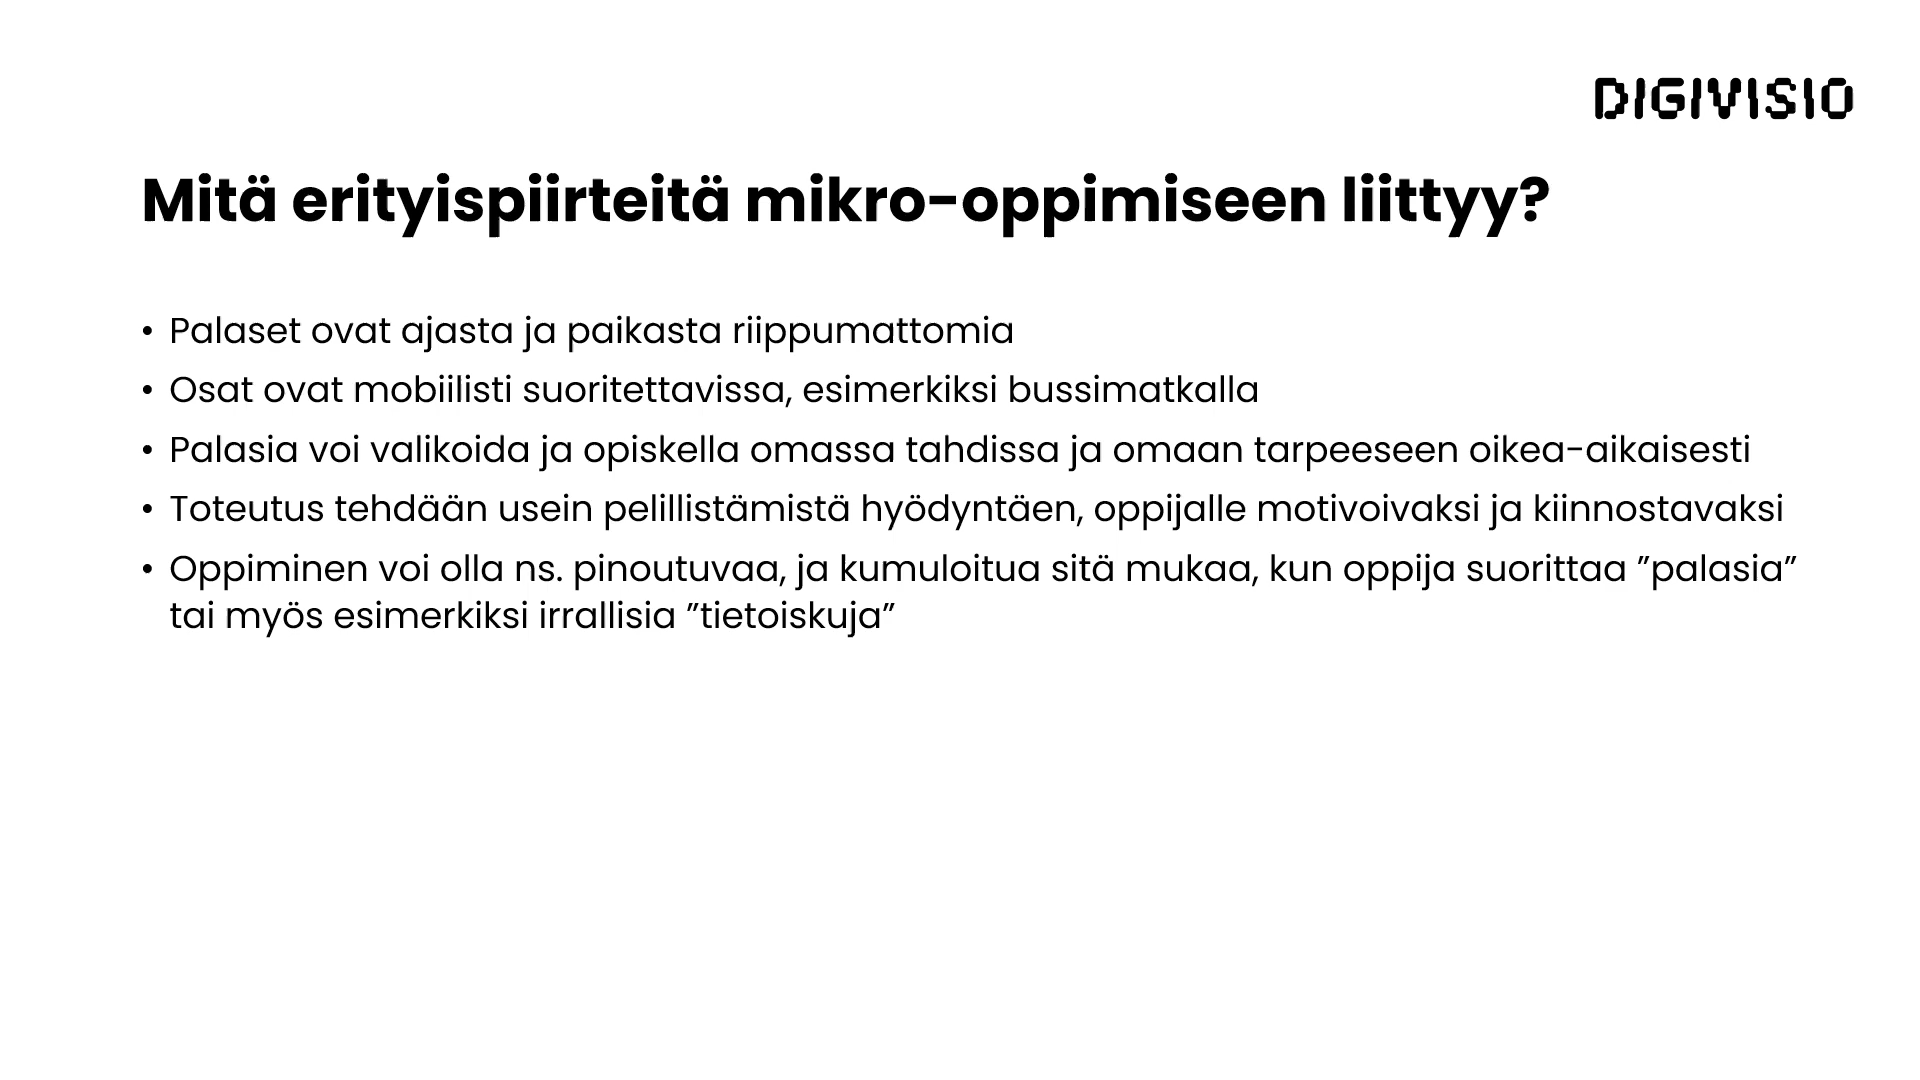 DIGIVISIO
Mitä erityispiirteitä mikro-oppimiseen liittyy?
• Palaset ovat ajasta ja paikasta riippumattomia
• Osat ovat mobiilisti suoritettavissa, esimerkiksi bussimatkalla
• Palasia voi valikoida ja opiskella omassa tahdissa ja omaan tarpeeseen oikea-aikaisesti
• Toteutus tehdään usein pelillistämistä hyödyntäen, oppijalle motivoivaksi ja kiinnostavaksi
• Oppiminen voi olla ns. pinoutuvaa, ja kumuloitua sitä mukaa, kun oppija suorittaa ”palasia”
tai myös esimerkiksi irrallisia ”tietoiskuja”